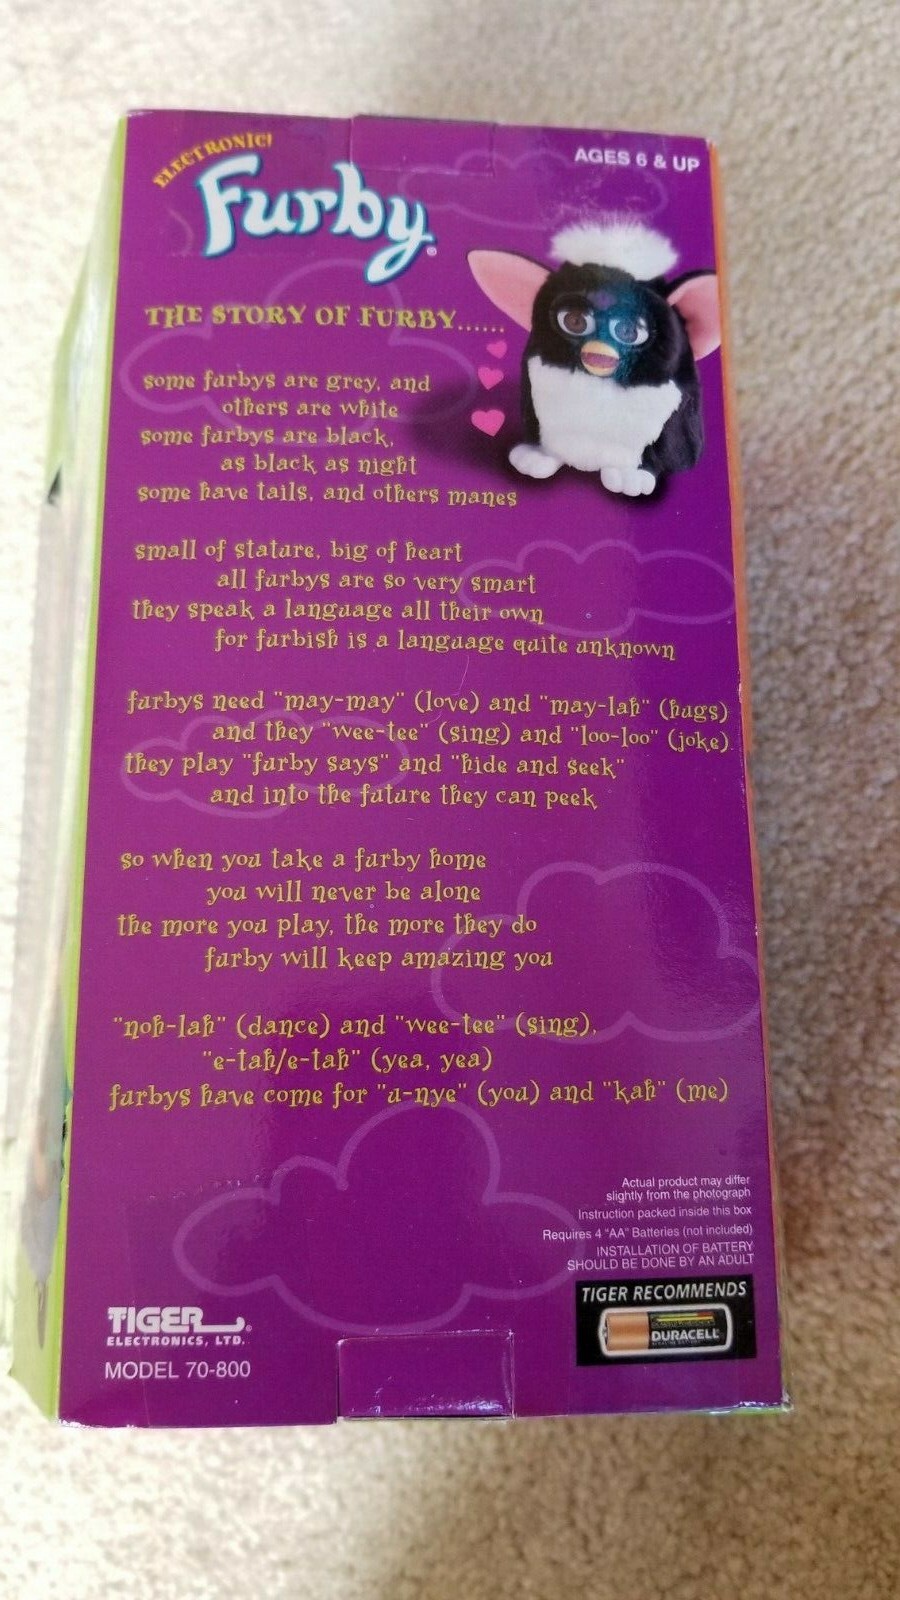 ELECTRONIC!
Furby®
AGES 6 & UP
THE STORY OF FURBY......
some furbys are grey, and
others are white
some furbys are black,
as black as night
some have tails, and others manes
small of stature, big of heart
all furbys are so very smart
they speak a language all their own
for furbish is a language quite unknown
furbys need "may-may" (love) and "may-lah" (hugs)
and they "wee-tee" (sing) and "loo-loo" (joke)
they play "furby says" and "hide and seek"
and into the future they can peek
so when you take a furby home
you will never be alone
the more you play, the more they do
furby will keep amazing you
"noh-lah" (dance) and "wee-tee" (sing),
"e-tah/e-tah" (yea, yea)
furbys have come for "u-nye" (you) and "kah" (me)
Actual product may differ
slightly from the photograph
Instruction packed inside this box
Requires 4 "AA" Batteries (not included)
INSTALLATION OF BATTERY
SHOULD BE DONE BY AN ADULT
TIGER RECOMMENDS
DURACELL
TIGER®
ELECTRONICS, LTD.
MODEL 70-800